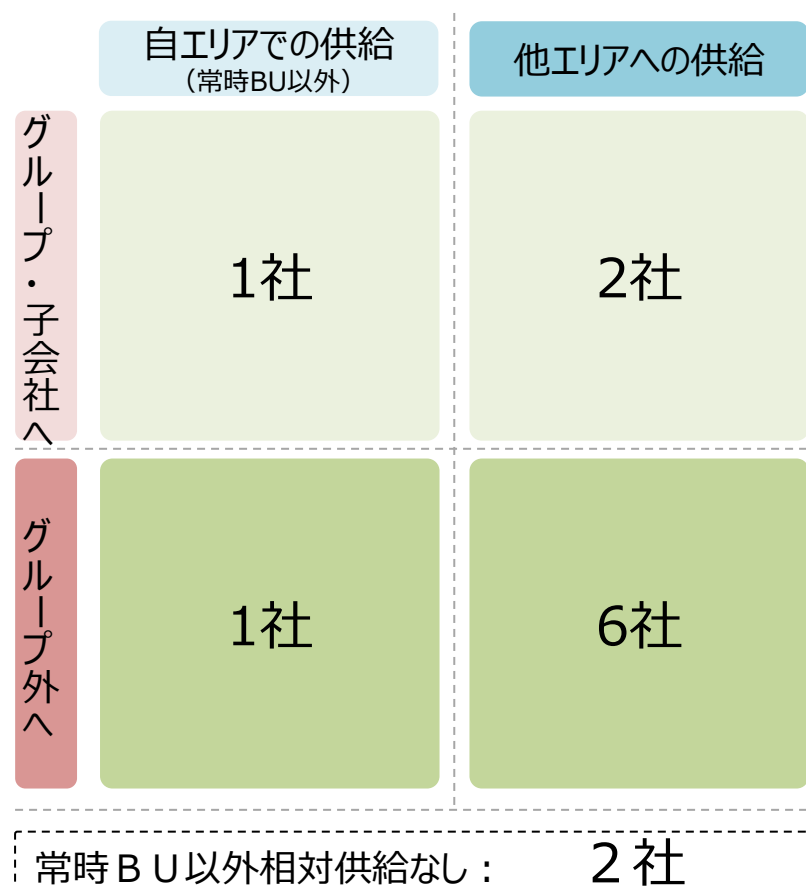 自エリアでの供給
（常時BU以外）
他エリアへの供給
グループ・子会社へ
1社
2社
グループ外へ
1社
6社
常時ＢＵ以外相対供給なし： ２社